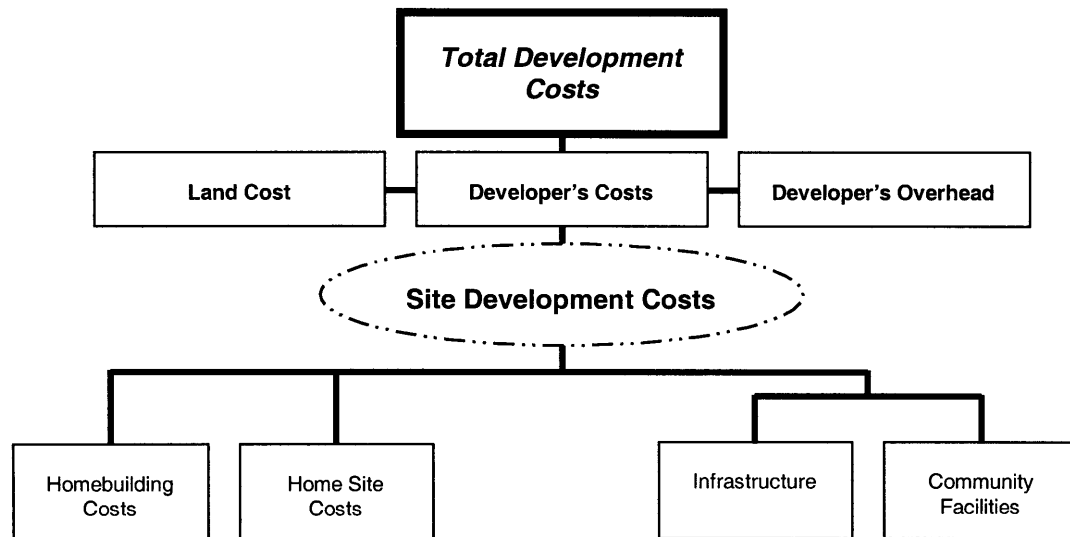 Total Development
Costs
Land Cost
Developer's Costs
Developer's Overhead
Site Development Costs
Homebuilding
Costs
Home Site
Costs
Infrastructure
Community
Facilities